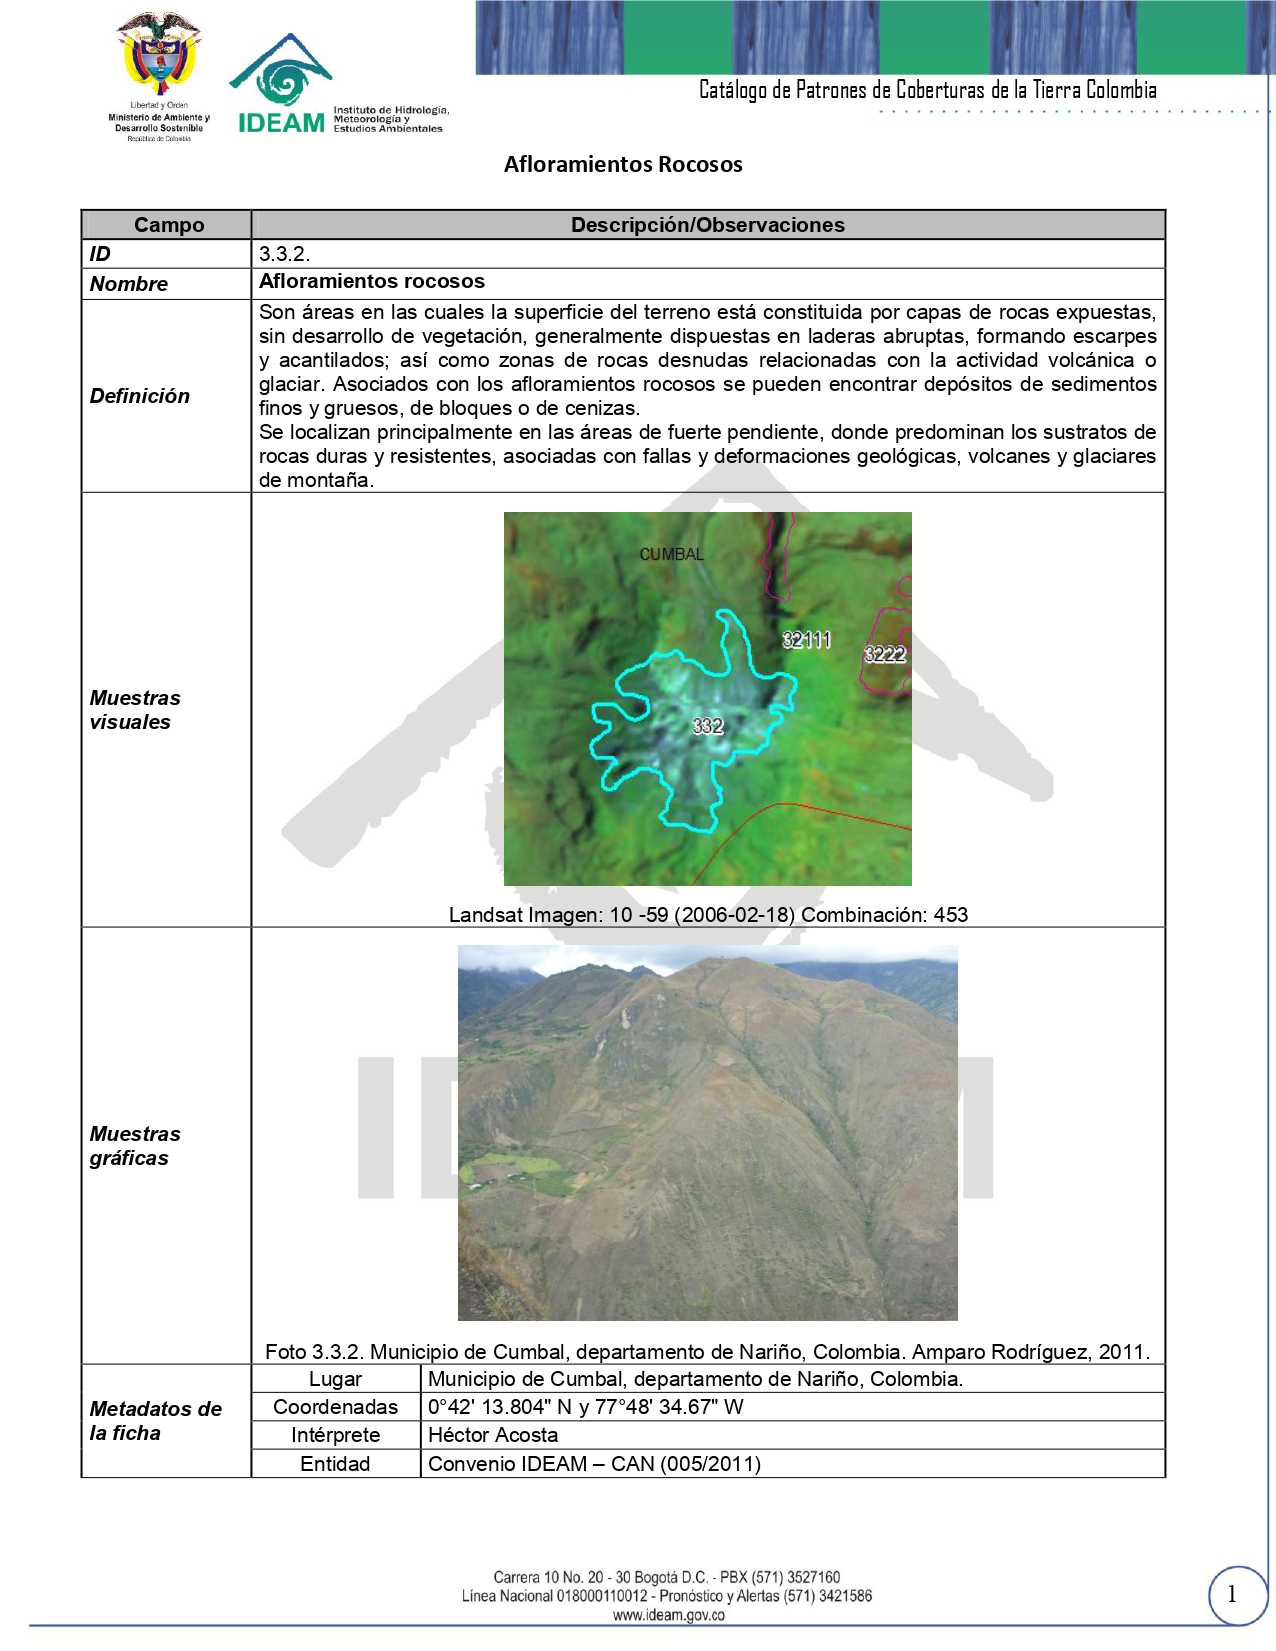 Libertad y Orden
Ministerio de Ambiente y
Desarrollo Sostenible
República de Colombia
IDEAM
Instituto de Hidrología,
Meteorología y
Estudios Ambientales
Catálogo de Patrones de Coberturas de la Tierra Colombia
Afloramientos Rocosos
Campo Descripción/Observaciones
ID 3.3.2.
Nombre Afloramientos rocosos
Definición
Son áreas en las cuales la superficie del terreno está constituida por capas de rocas expuestas,
sin desarrollo de vegetación, generalmente dispuestas en laderas abruptas, formando escarpes
y acantilados; así como zonas de rocas desnudas relacionadas con la actividad volcánica o
glaciar. Asociados con los afloramientos rocosos se pueden encontrar depósitos de sedimentos
finos y gruesos, de bloques o de cenizas.
Se localizan principalmente en las áreas de fuerte pendiente, donde predominan los sustratos de
rocas duras y resistentes, asociadas con fallas y deformaciones geológicas, volcanes y glaciares
de montaña.
Muestras
visuales
CUMBAL
32111
3222
332
Landsat Imagen: 10 -59 (2006-02-18) Combinación: 453
Muestras
gráficas
Foto 3.3.2. Municipio de Cumbal, departamento de Nariño, Colombia. Amparo Rodríguez, 2011.
Metadatos de
la ficha
Lugar Municipio de Cumbal, departamento de Nariño, Colombia.
Coordenadas 0°42' 13.804" N y 77°48' 34.67" W
Intérprete Héctor Acosta
Entidad Convenio IDEAM – CAN (005/2011)
Carrera 10 No. 20 - 30 Bogotá D.C. - PBX (571) 3527160
Línea Nacional 018000110012 - Pronóstico y Alertas (571) 3421586
www.ideam.gov.co
1